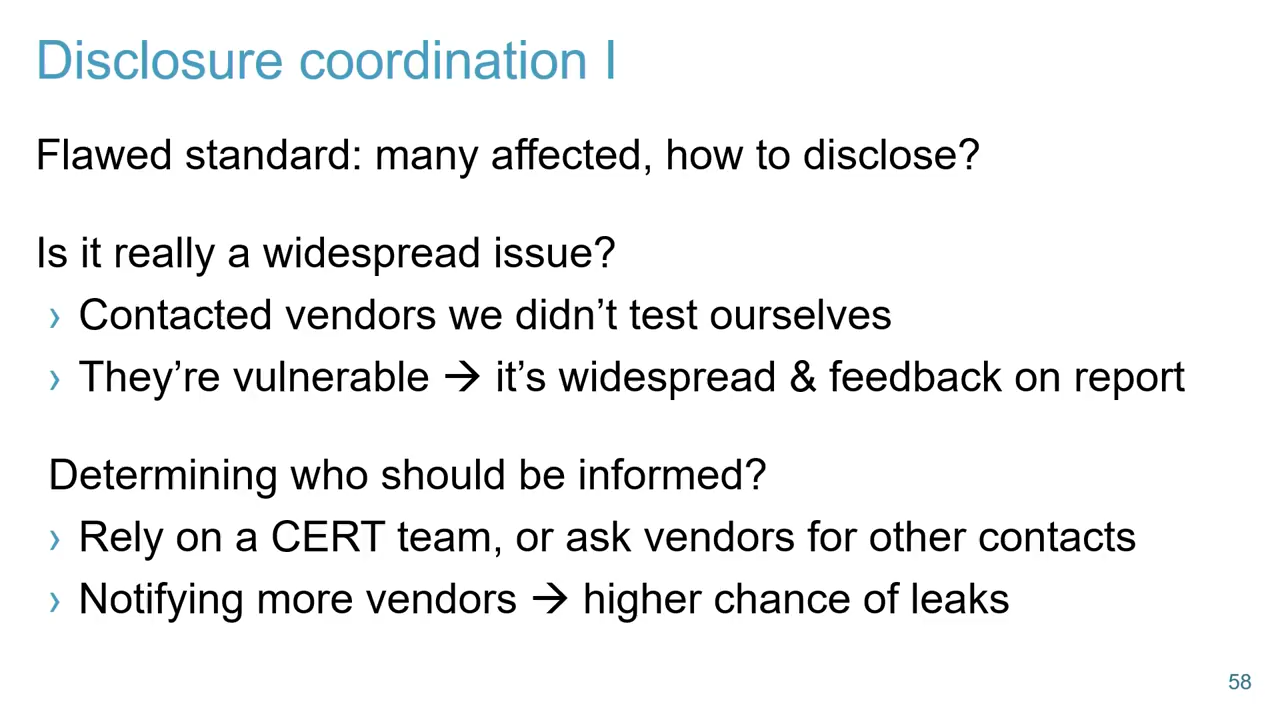 Disclosure coordination I
Flawed standard: many affected, how to disclose?
Is it really a widespread issue?
› Contacted vendors we didn’t test ourselves
› They’re vulnerable → it’s widespread & feedback on report
Determining who should be informed?
› Rely on a CERT team, or ask vendors for other contacts
› Notifying more vendors → higher chance of leaks
58